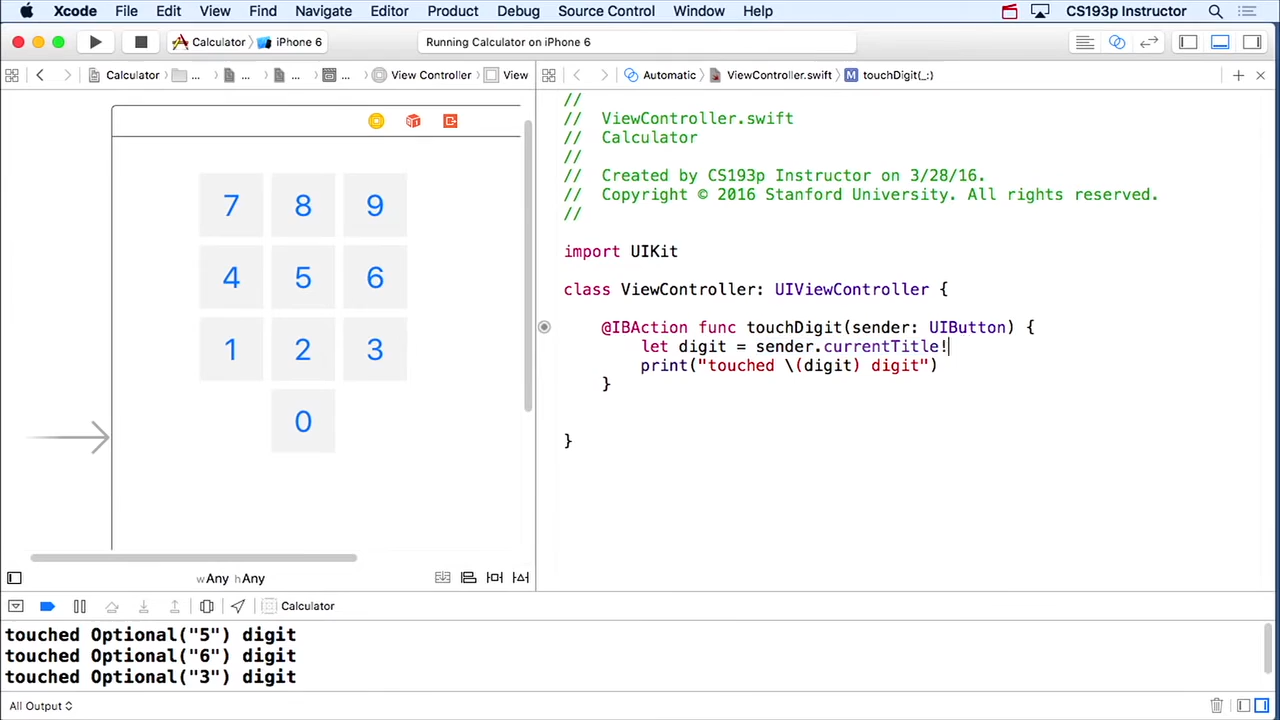 Xcode File Edit View Find Navigate Editor Product Debug Source Control Window Help CS193p Instructor
Calculator iPhone 6 Running Calculator on iPhone 6
Calculator ... ... ... ... View Controller View
Automatic ViewController.swift M touchDigit(_:)
7 8 9
4 5 6
1 2 3
0
wAny hAny
//
// ViewController.swift
// Calculator
//
// Created by CS193p Instructor on 3/28/16.
// Copyright © 2016 Stanford University. All rights reserved.
//
import UIKit
class ViewController: UIViewController {
@IBAction func touchDigit(sender: UIButton) {
let digit = sender.currentTitle!
print("touched \(digit) digit")
}
}
Calculator
touched Optional("5") digit
touched Optional("6") digit
touched Optional("3") digit
All Output